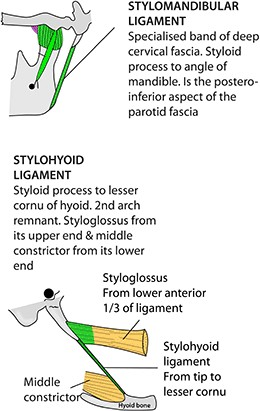 STYLOMANDIBULAR
LIGAMENT
Specialised band of deep
cervical fascia. Styloid
process to angle of
mandible. Is the postero-
inferior aspect of the
parotid fascia
STYLOHYOID
LIGAMENT
Styloid process to lesser
cornu of hyoid. 2nd arch
remnant. Styloglossus from
its upper end & middle
constrictor from its lower
end
Styloglossus
From lower anterior
1/3 of ligament
Stylohyoid
ligament
From tip to
lesser cornu
Middle
constrictor
Hyoid bone